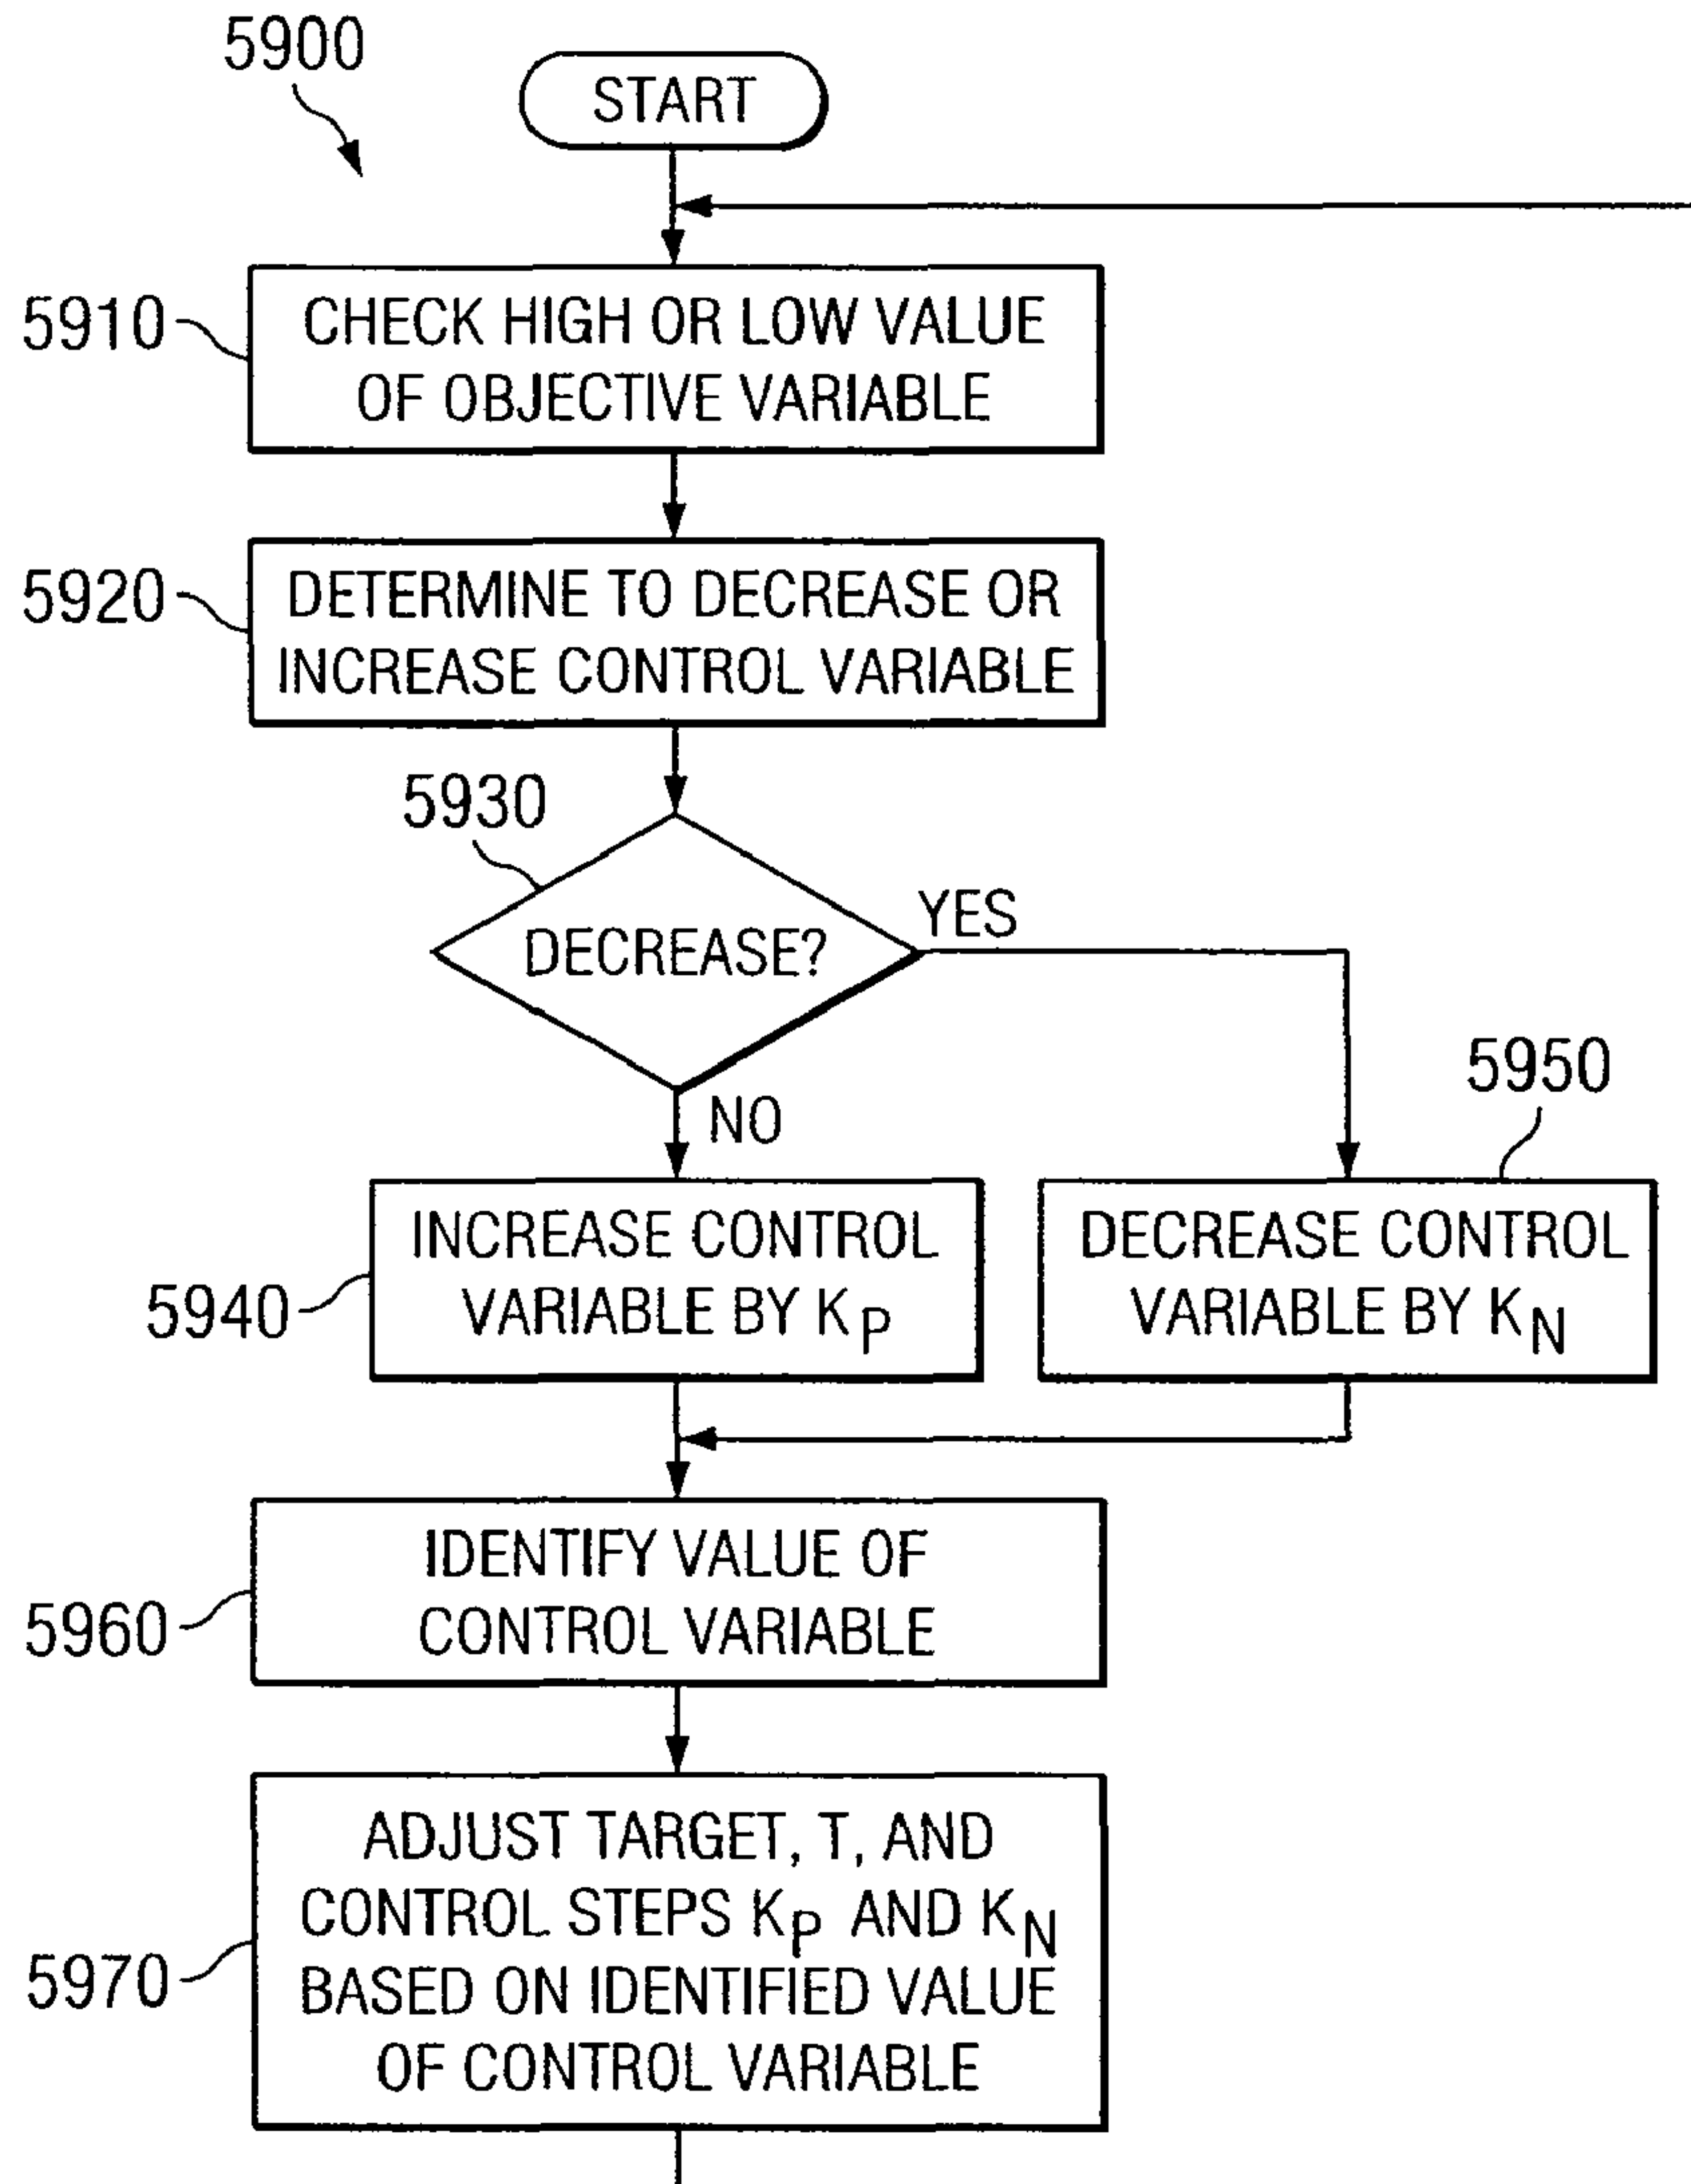 5900
START
5910
CHECK HIGH OR LOW VALUE
OF OBJECTIVE VARIABLE
5920
DETERMINE TO DECREASE OR
INCREASE CONTROL VARIABLE
5930
DECREASE?
YES
NO
5940
INCREASE CONTROL
VARIABLE BY KP
5950
DECREASE CONTROL
VARIABLE BY KN
5960
IDENTIFY VALUE OF
CONTROL VARIABLE
5970
ADJUST TARGET, T, AND
CONTROL STEPS KP AND KN
BASED ON IDENTIFIED VALUE
OF CONTROL VARIABLE